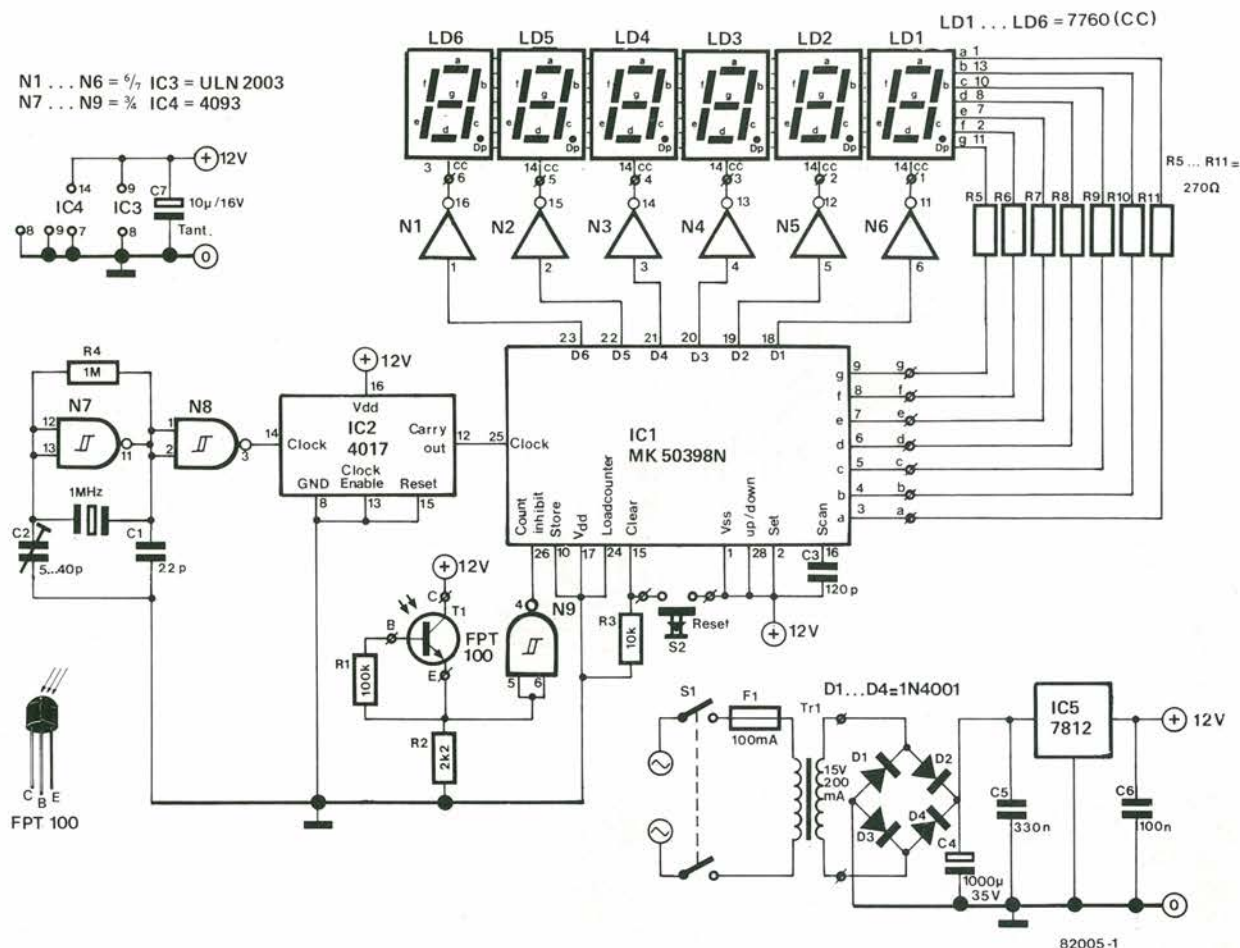 LD1 ... LD6 = 7760 (CC)
LD6 LD5 LD4 LD3 LD2 LD1
N1 ... N6 = 6/7 IC3 = ULN 2003
N7 ... N9 = ¾ IC4 = 4093
a a a a a a
f b f b f b f b f b f b
g g g g g g
e c e c e c e c e c e c
d d d d d d
Dp Dp Dp Dp Dp Dp
a 1
b 13
c 10
d 8
e 7
f 2
g 11
3 CC 14 CC 14 CC 14 CC 14 CC 14 CC
6 5 4 3 2 1
16 15 14 13 12 11
N1 N2 N3 N4 N5 N6
1 2 3 4 5 6
R5 ... R11 =
270Ω
R5 R6 R7 R8 R9 R10 R11
+ 12V
14 9 C7
IC4 IC3 10µ/16V
8 9 7 8 Tant.
0
23 22 21 20 19 18
D6 D5 D4 D3 D2 D1
R4
1M
N7
12
13
11
N8
1
2
3
1MHz
C2
5...40p
C1
22p
+ 12V
16
Vdd
IC2
4017
14 Clock
Carry
out 12
Clock
Enable
GND Reset
8 13 15
25 Clock
IC1
MK 50398N
g 9 g
f 8 f
e 7 e
d 6 d
c 5 c
b 4 b
a 3 a
Count
inhibit
Store
Vdd
Loadcounter
Clear
Vss
up/down
Set
Scan
26 10 17 24 15 1 28 2 16
C3
120p
+ 12V
C
T1
B
E
FPT
100
R1
100k
R2
2k2
4
N9
5 6
R3
10k
Reset
S2
+
12V
C B E
FPT 100
S1
F1
100mA
Tr1
15V
200
mA
D1...D4=1N4001
D1 D2
D3 D4
C4
1000µ
35V
C5
330n
IC5
7812
C6
100n
+ 12V
0
82005-1